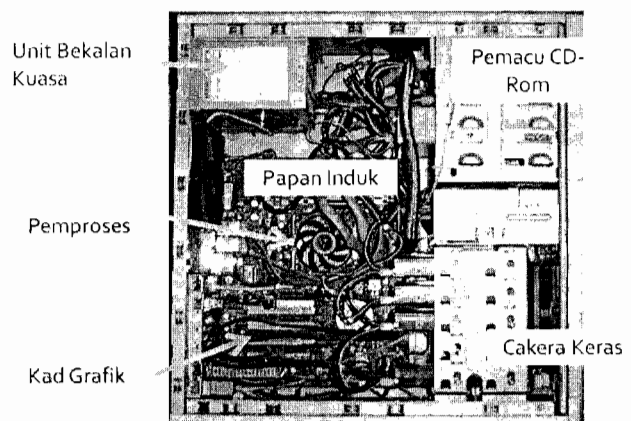 Unit Bekalan
Kuasa
Pemacu CD-
Rom
Papan Induk
Pemproses
Cakera Keras
Kad Grafik